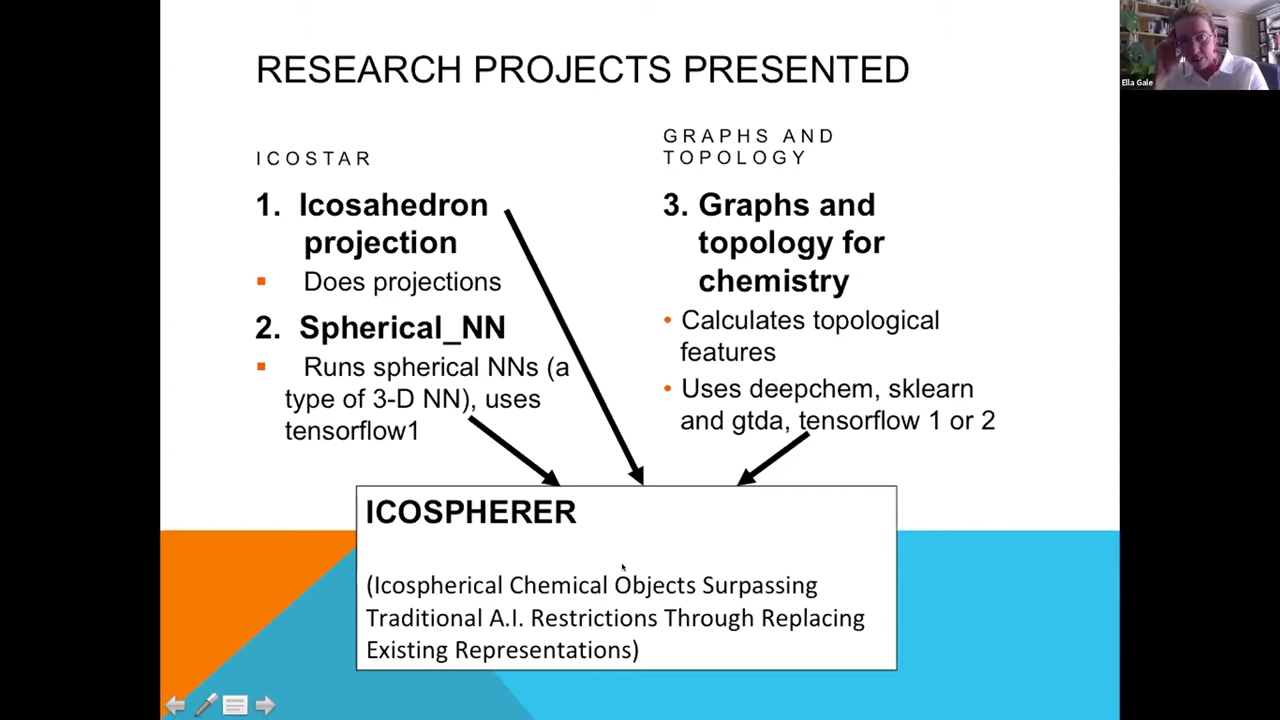 RESEARCH PROJECTS PRESENTED
ICOSTAR
1. Icosahedron
projection
▪ Does projections
2. Spherical_NN
▪ Runs spherical NNs (a
type of 3-D NN), uses
tensorflow1
GRAPHS AND
TOPOLOGY
3. Graphs and
topology for
chemistry
• Calculates topological
features
• Uses deepchem, sklearn
and gtda, tensorflow 1 or 2
ICOSPHERER
(Icospherical Chemical Objects Surpassing
Traditional A.I. Restrictions Through Replacing
Existing Representations)
Ella Gale